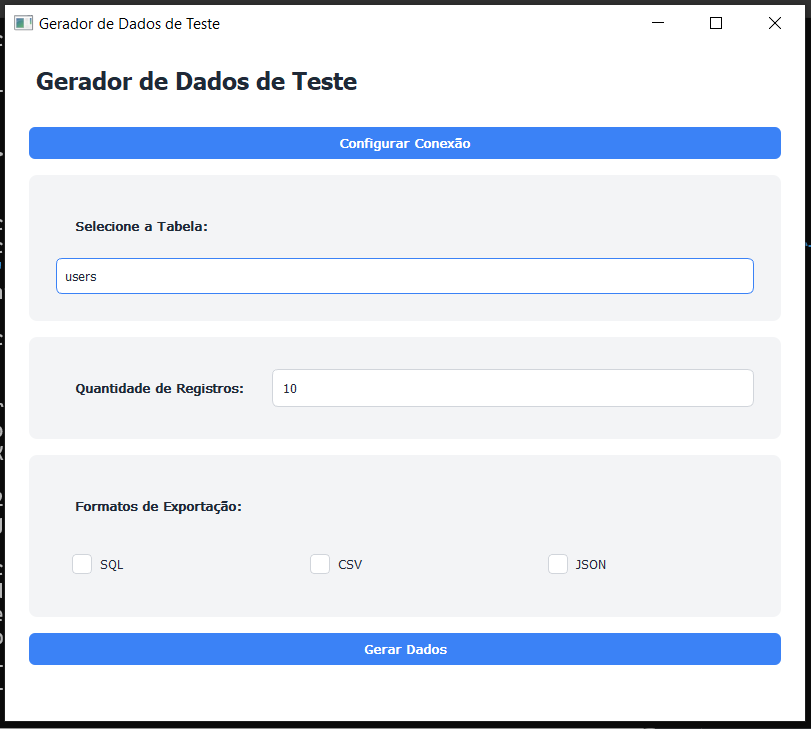 Gerador de Dados de Teste
Gerador de Dados de Teste
Configurar Conexão
Selecione a Tabela:
users
Quantidade de Registros: 10
Formatos de Exportação:
SQL CSV JSON
Gerar Dados